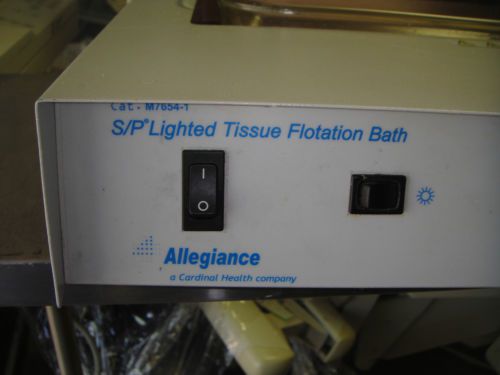 Cat. M7654-1
S/P® Lighted Tissue Flotation Bath
I
O
Allegiance
a Cardinal Health company